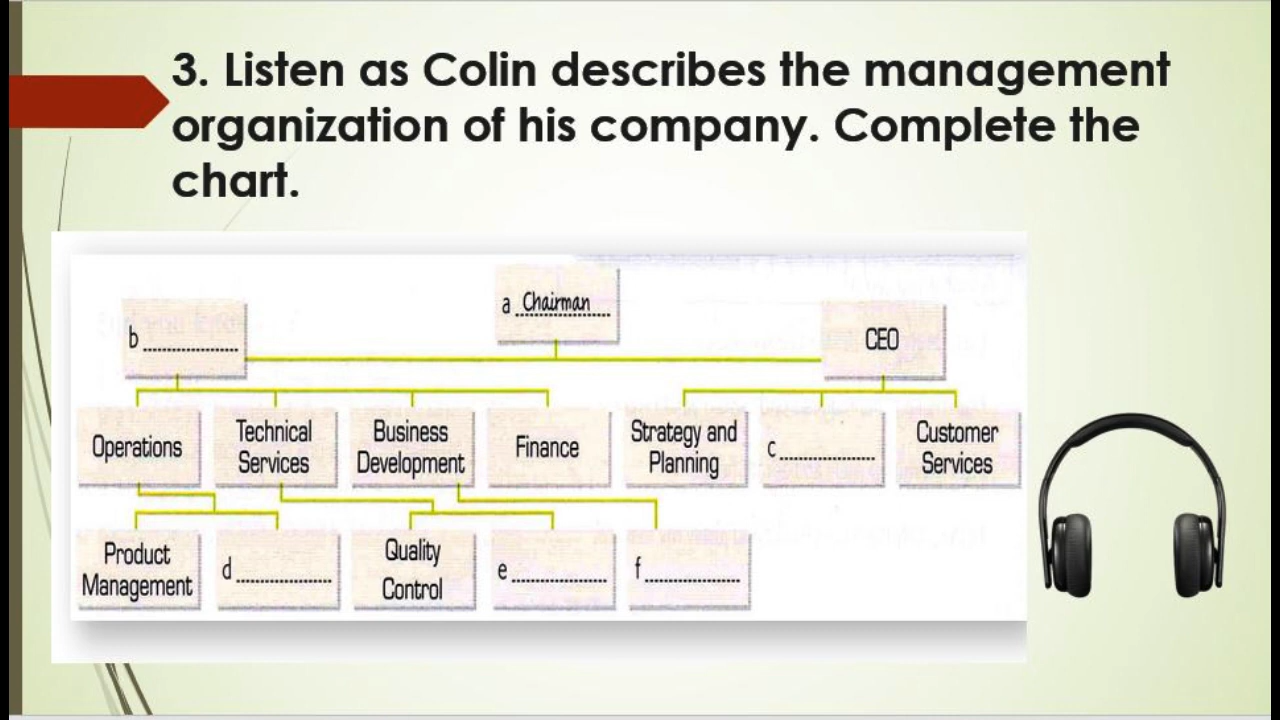 3. Listen as Colin describes the management
organization of his company. Complete the
chart.
a Chairman
b
CEO
Operations
Technical
Services
Business
Development
Finance
Strategy and
Planning
c
Customer
Services
Product
Management
d
Quality
Control
e
f